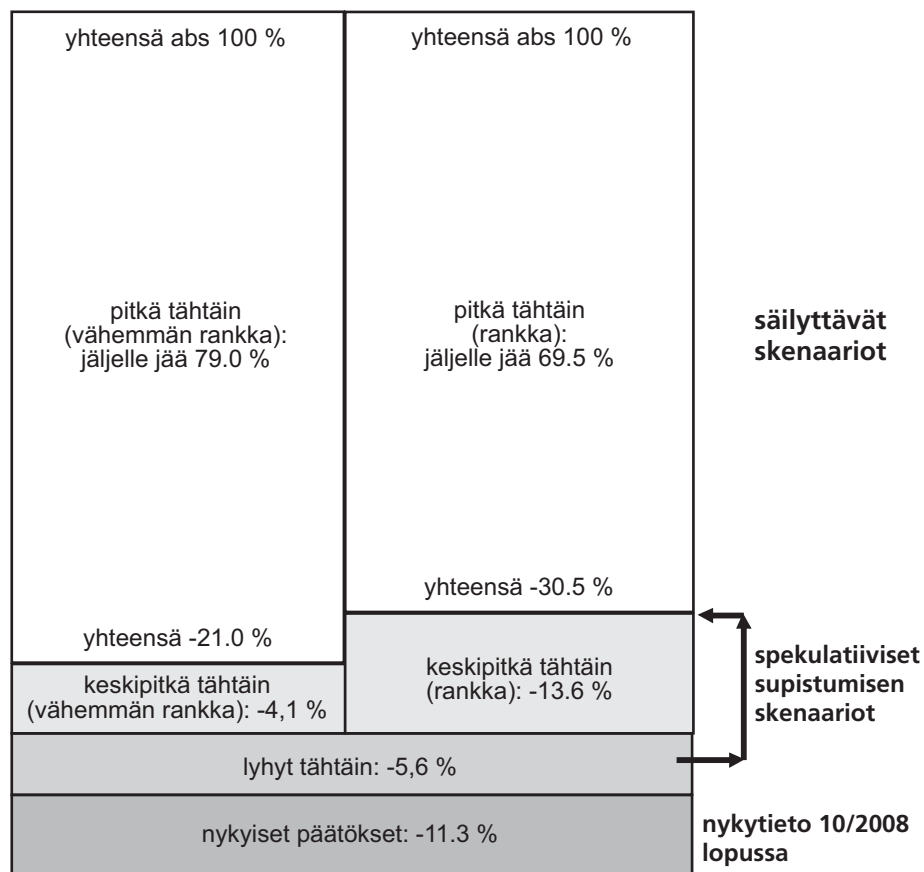 yhteensä abs 100 %
yhteensä abs 100 %
pitkä tähtäin
(vähemmän rankka):
jäljelle jää 79.0 %
pitkä tähtäin
(rankka):
jäljelle jää 69.5 %
säilyttävät
skenaariot
yhteensä -30.5 %
yhteensä -21.0 %
keskipitkä tähtäin
(vähemmän rankka): -4,1 %
keskipitkä tähtäin
(rankka): -13.6 %
spekulatiiviset
supistumisen
skenaariot
lyhyt tähtäin: -5,6 %
nykyiset päätökset: -11.3 %
nykytieto 10/2008
lopussa